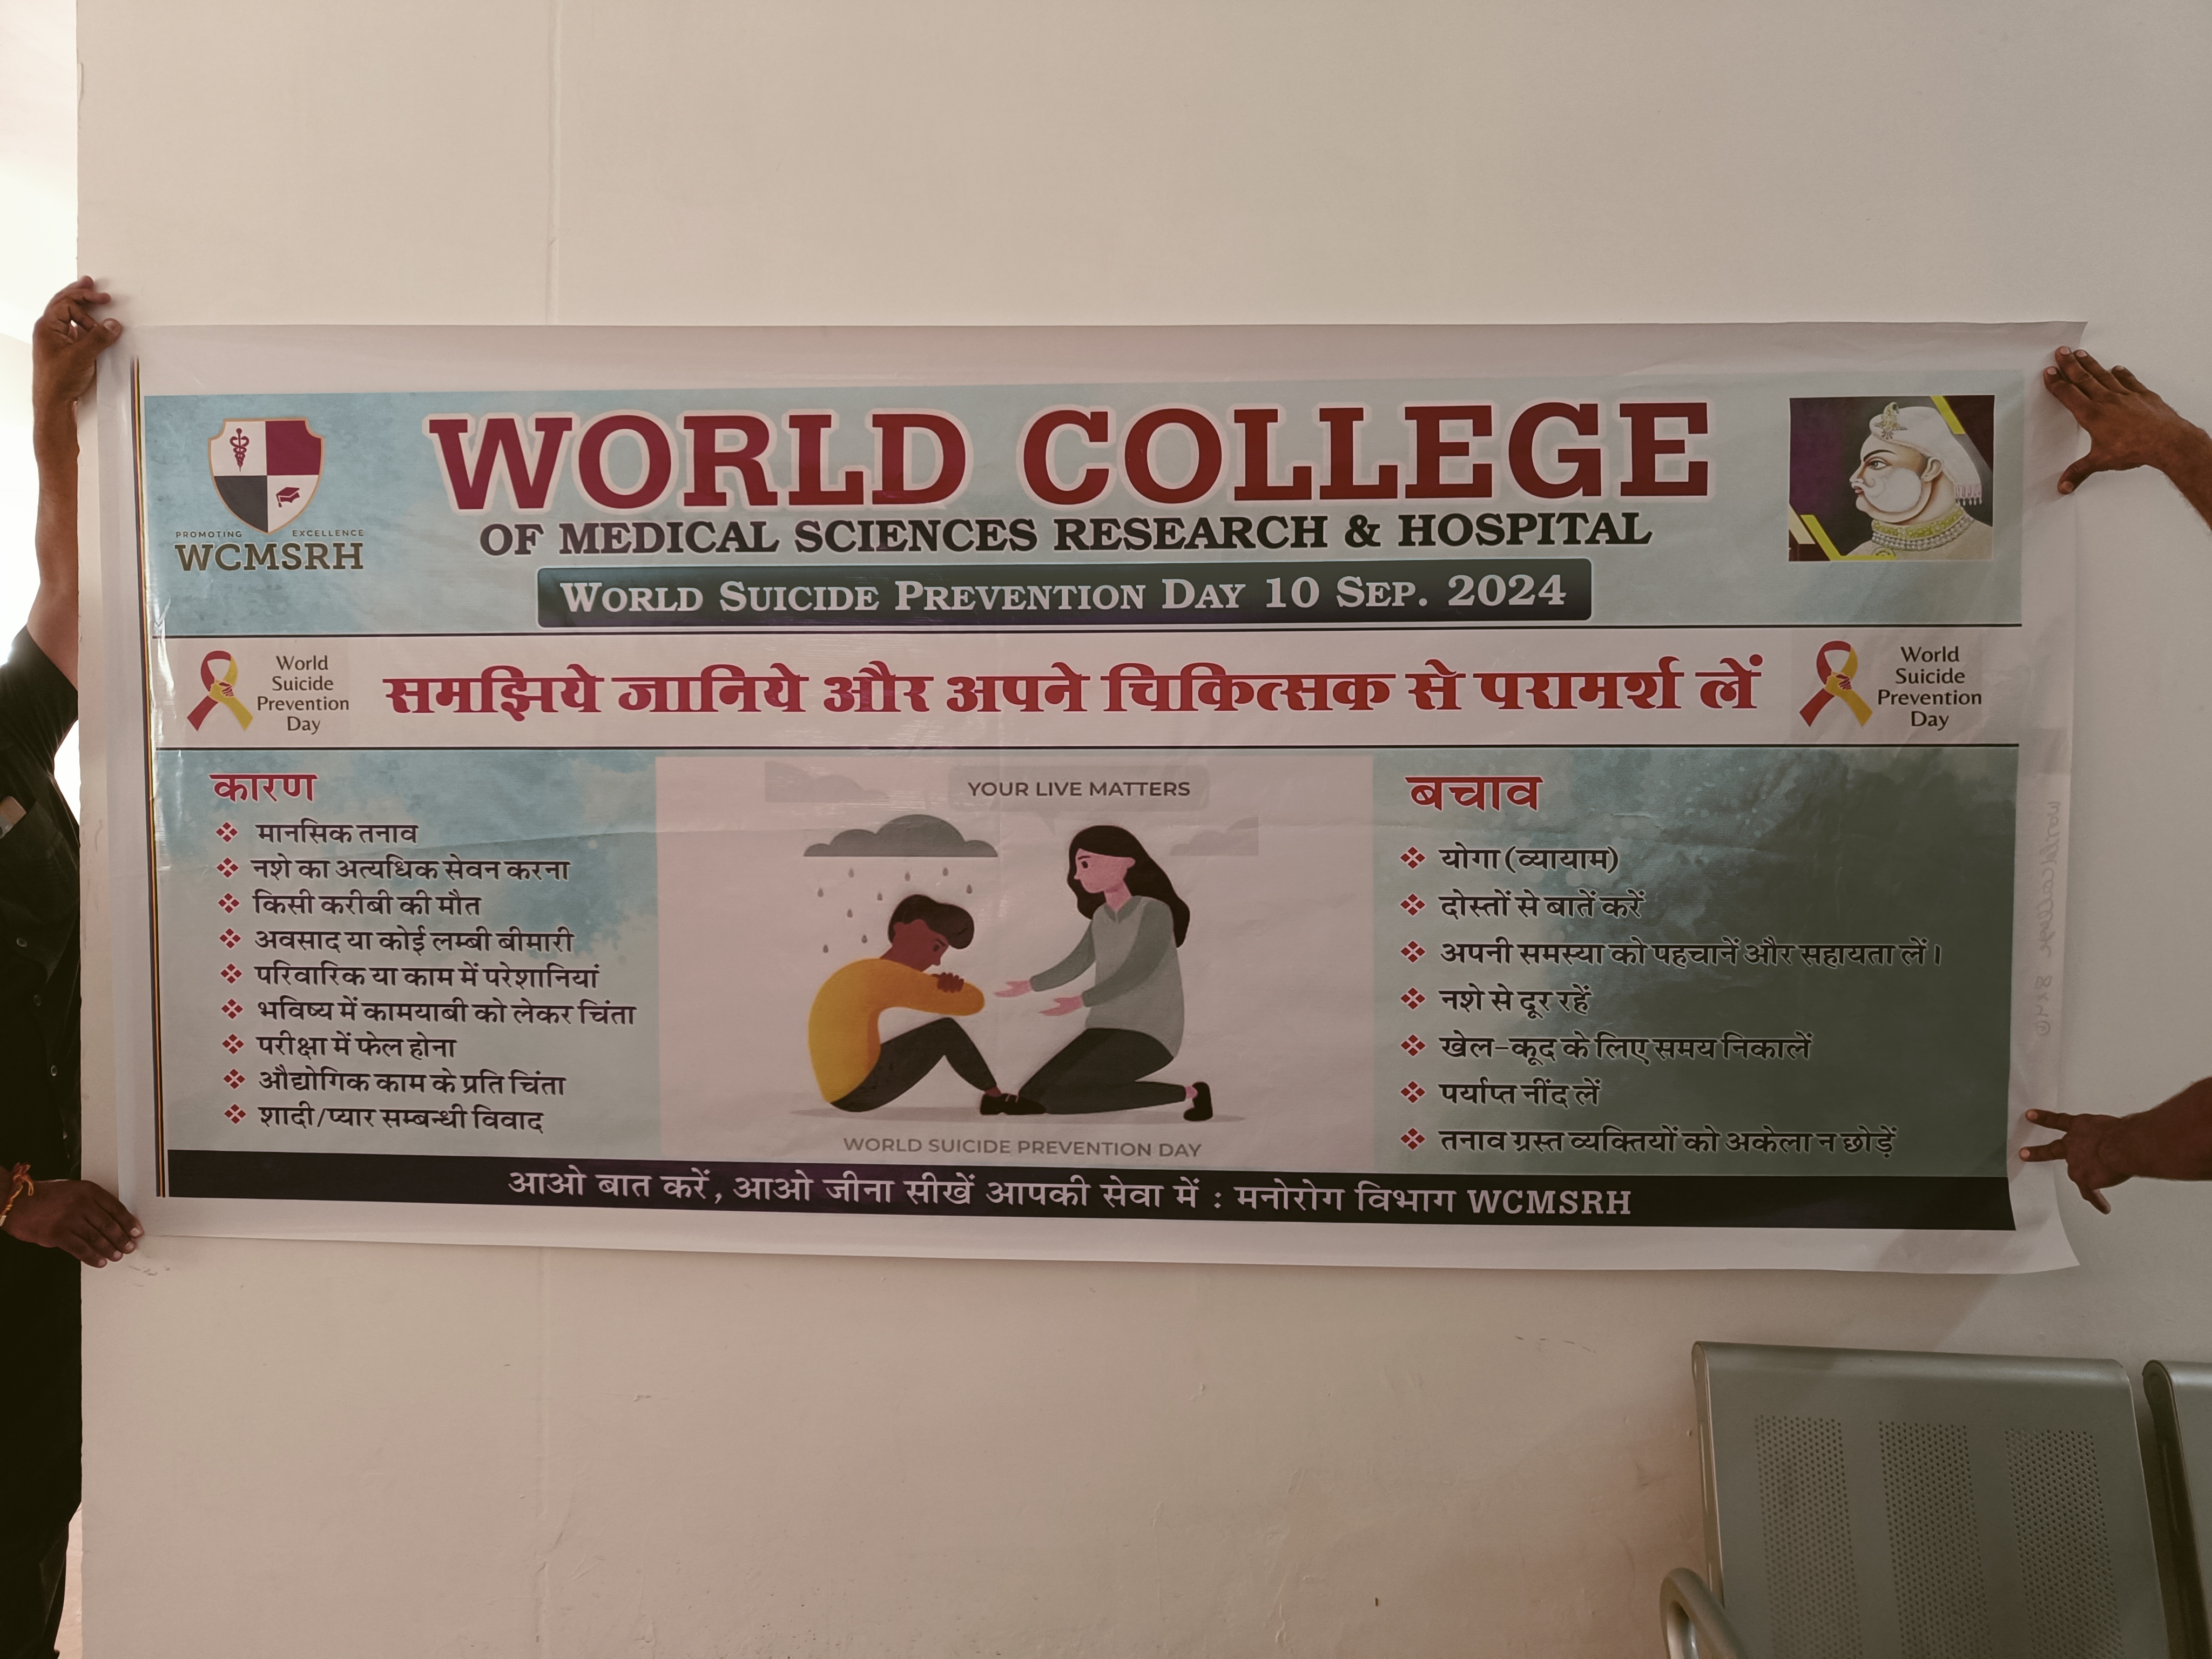 WORLD COLLEGE
OF MEDICAL SCIENCES RESEARCH & HOSPITAL
PROMOTING EXCELLENCE
WCMSRH
WORLD SUICIDE PREVENTION DAY 10 SEP. 2024
World
Suicide
Prevention
Day
समझिये जानिये और अपने चिकित्सक से परामर्श लें
World
Suicide
Prevention
Day
कारण
मानसिक तनाव
नशे का अत्यधिक सेवन करना
किसी करीबी की मौत
अवसाद या कोई लम्बी बीमारी
परिवारिक या काम में परेशानियां
भविष्य में कामयाबी को लेकर चिंता
परीक्षा में फेल होना
औद्योगिक काम के प्रति चिंता
शादी/प्यार सम्बन्धी विवाद
YOUR LIVE MATTERS
WORLD SUICIDE PREVENTION DAY
बचाव
योगा (व्यायाम)
दोस्तों से बातें करें
अपनी समस्या को पहचानें और सहायता लें।
नशे से दूर रहें
खेल-कूद के लिए समय निकालें
पर्याप्त नींद लें
तनाव ग्रस्त व्यक्तियों को अकेला न छोड़ें
आओ बात करें, आओ जीना सीखें आपकी सेवा में : मनोरोग विभाग WCMSRH